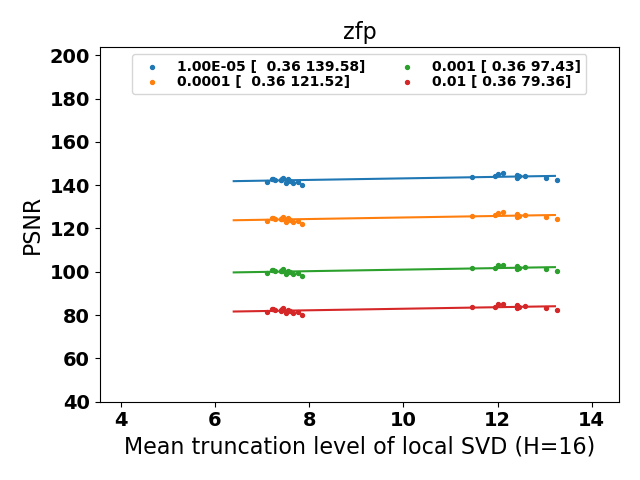 zfp
1.00E-05 [  0.36 139.58]
0.0001 [  0.36 121.52]
0.001 [ 0.36 97.43]
0.01 [ 0.36 79.36]
PSNR
200
180
160
140
120
100
80
60
40
4 6 8 10 12 14
Mean truncation level of local SVD (H=16)